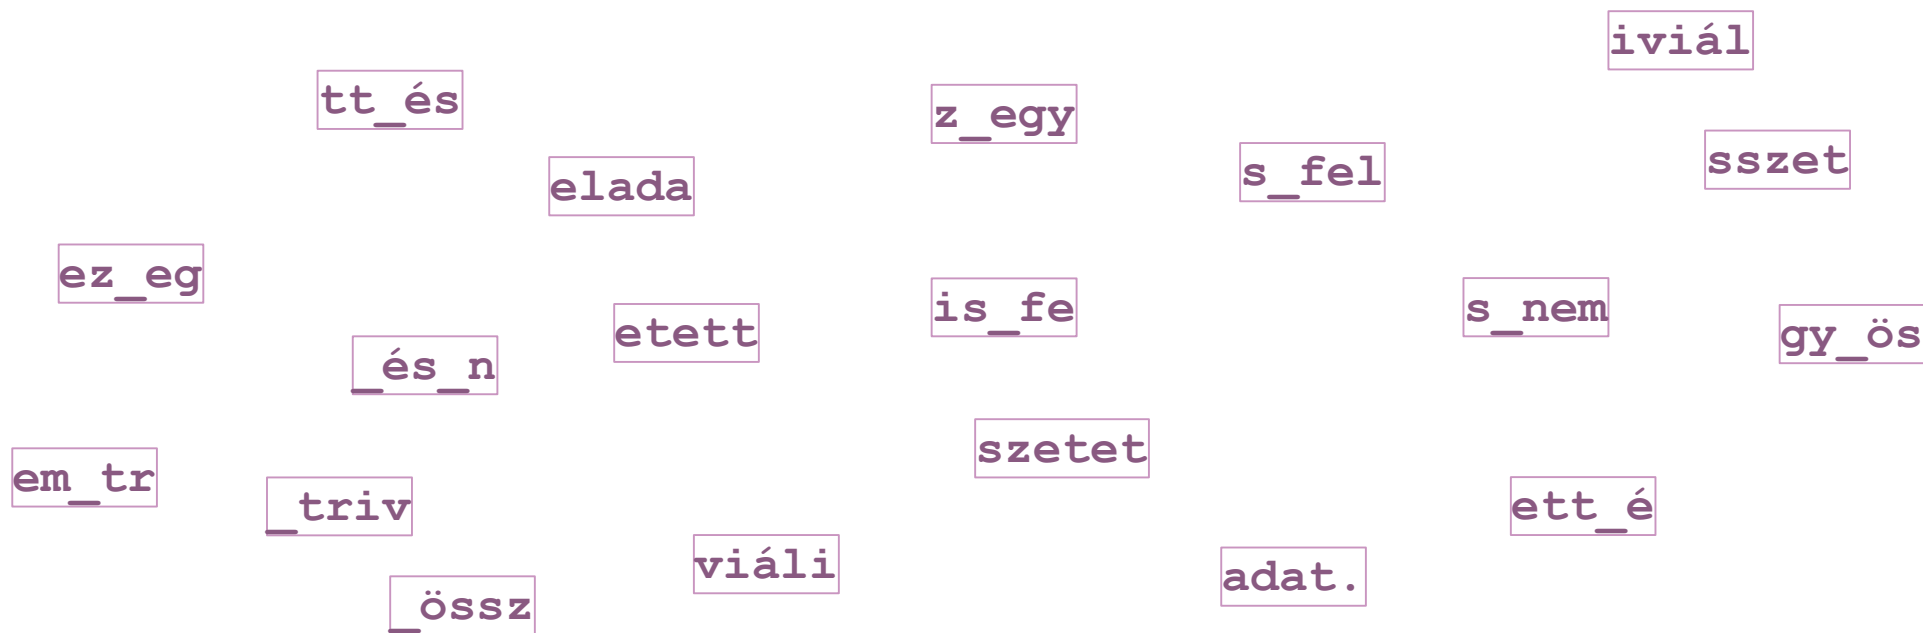 iviál
tt_és
z_egy
sszet
s_fel
elada
ez_eg
is_fe
s_nem
etett
gy_ös
_és_n
szetet
em_tr
_triv
ett_é
viáli
adat.
_össz